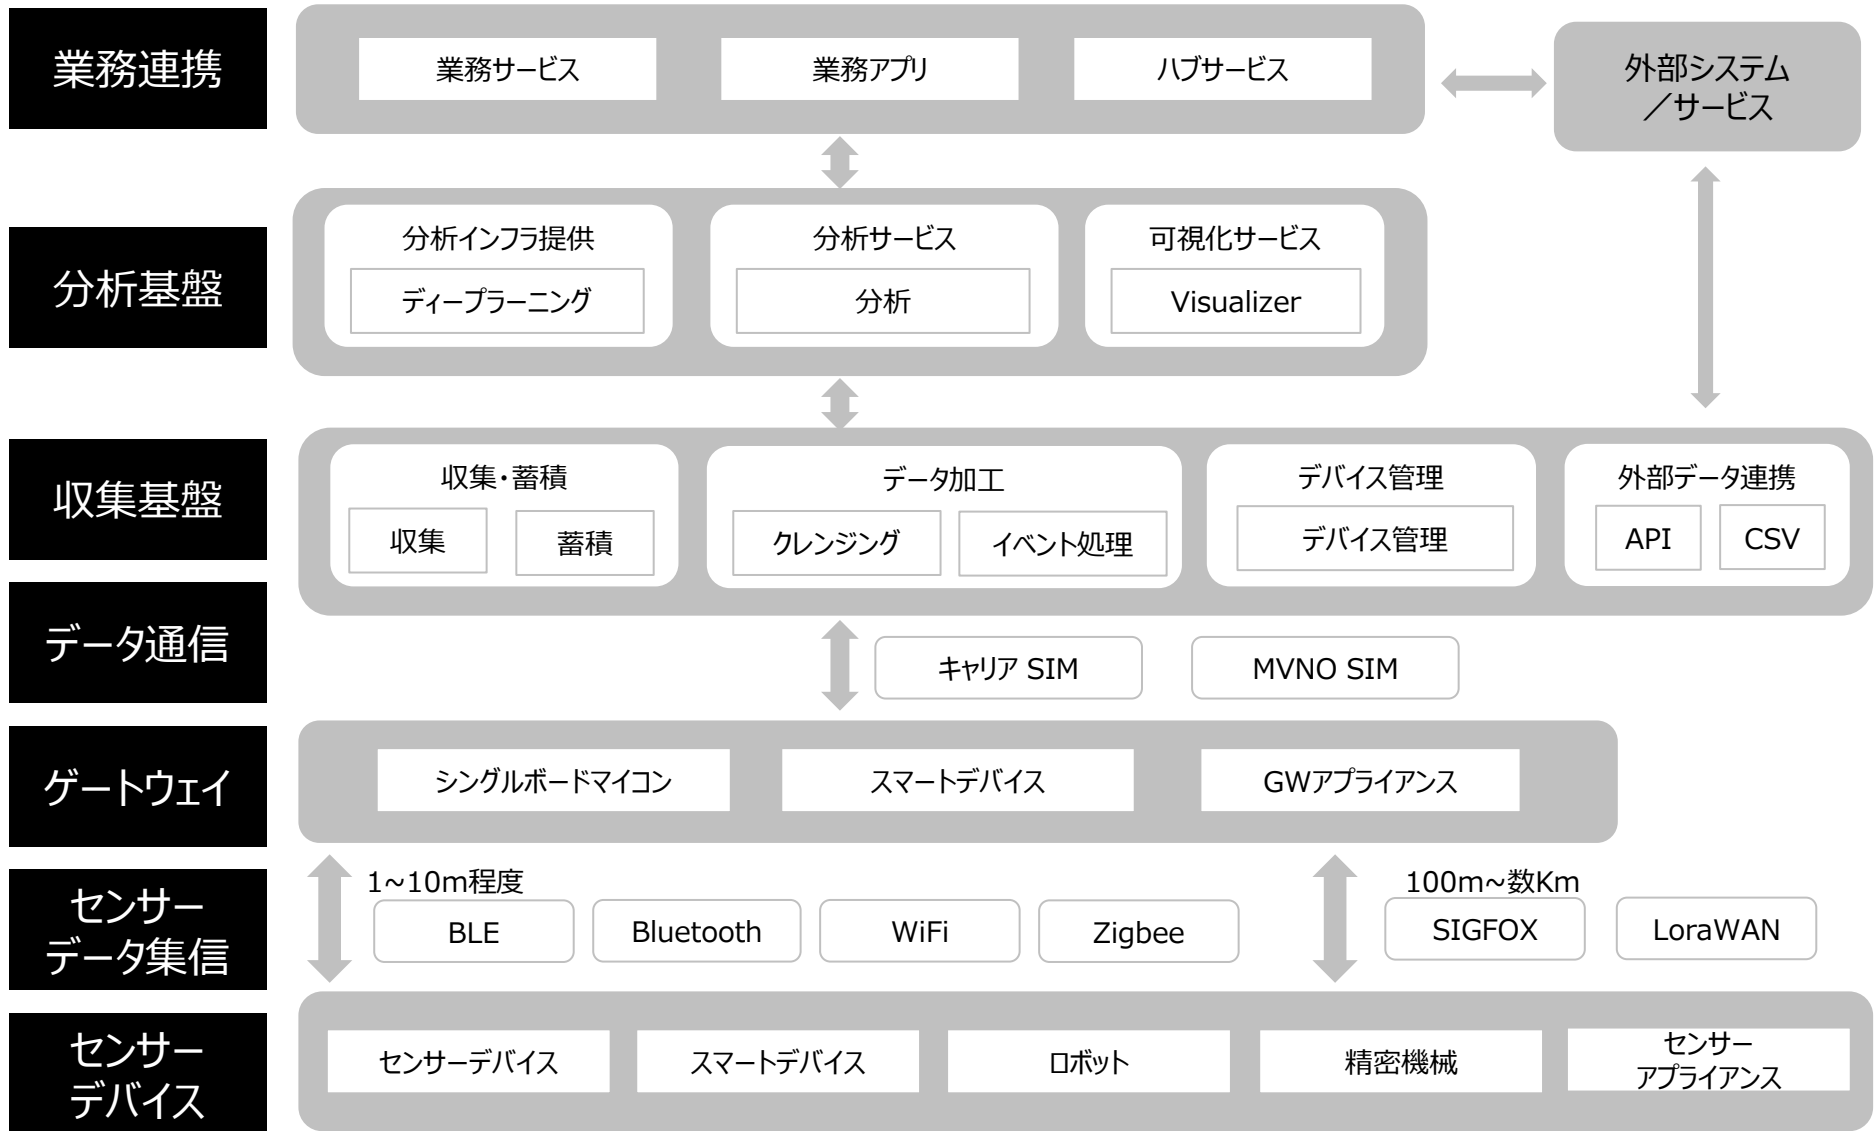 業務連携
業務サービス
業務アプリ
ハブサービス
外部システム
／サービス
分析基盤
分析インフラ提供
ディープラーニング
分析サービス
分析
可視化サービス
Visualizer
収集基盤
収集・蓄積
収集
蓄積
データ加工
クレンジング
イベント処理
デバイス管理
デバイス管理
外部データ連携
API
CSV
データ通信
キャリア SIM
MVNO SIM
ゲートウェイ
シングルボードマイコン
スマートデバイス
GWアプライアンス
センサー
データ集信
1~10m程度
BLE
Bluetooth
WiFi
Zigbee
100m~数Km
SIGFOX
LoraWAN
センサー
デバイス
センサーデバイス
スマートデバイス
ロボット
精密機械
センサー
アプライアンス